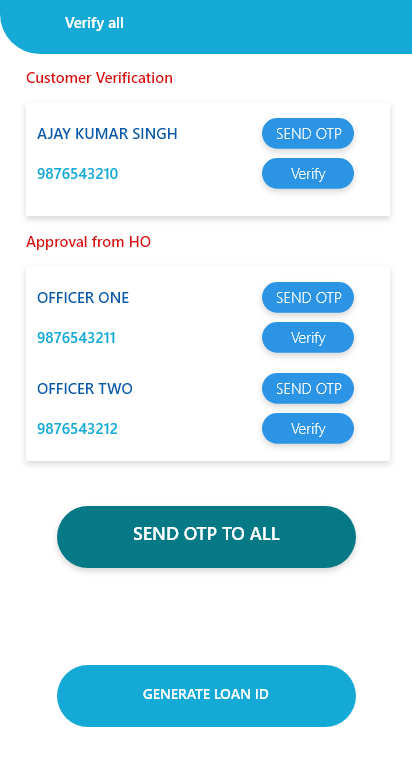 Verify all
Customer Verification
AJAY KUMAR SINGH
SEND OTP
9876543210
Verify
Approval from HO
OFFICER ONE
SEND OTP
9876543211
Verify
OFFICER TWO
SEND OTP
9876543212
Verify
SEND OTP TO ALL
GENERATE LOAN ID